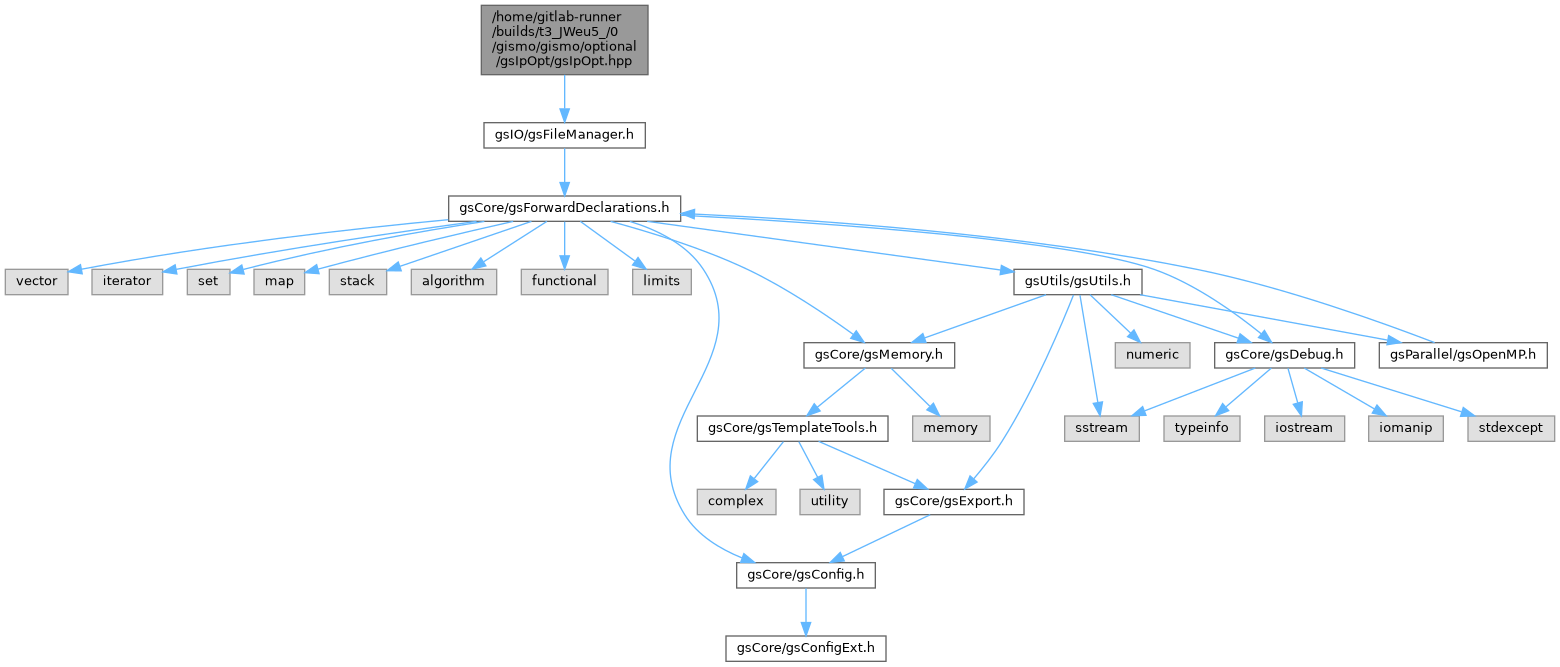 /home/gitlab-runner
/builds/t3_JWeu5_/0
/gismo/gismo/optional
/gsIpOpt/gsIpOpt.hpp
gsIO/gsFileManager.h
gsCore/gsForwardDeclarations.h
vector
iterator
set
map
stack
algorithm
functional
limits
gsUtils/gsUtils.h
gsCore/gsMemory.h
numeric
gsCore/gsDebug.h
gsParallel/gsOpenMP.h
gsCore/gsTemplateTools.h
memory
sstream
typeinfo
iostream
iomanip
stdexcept
complex
utility
gsCore/gsExport.h
gsCore/gsConfig.h
gsCore/gsConfigExt.h